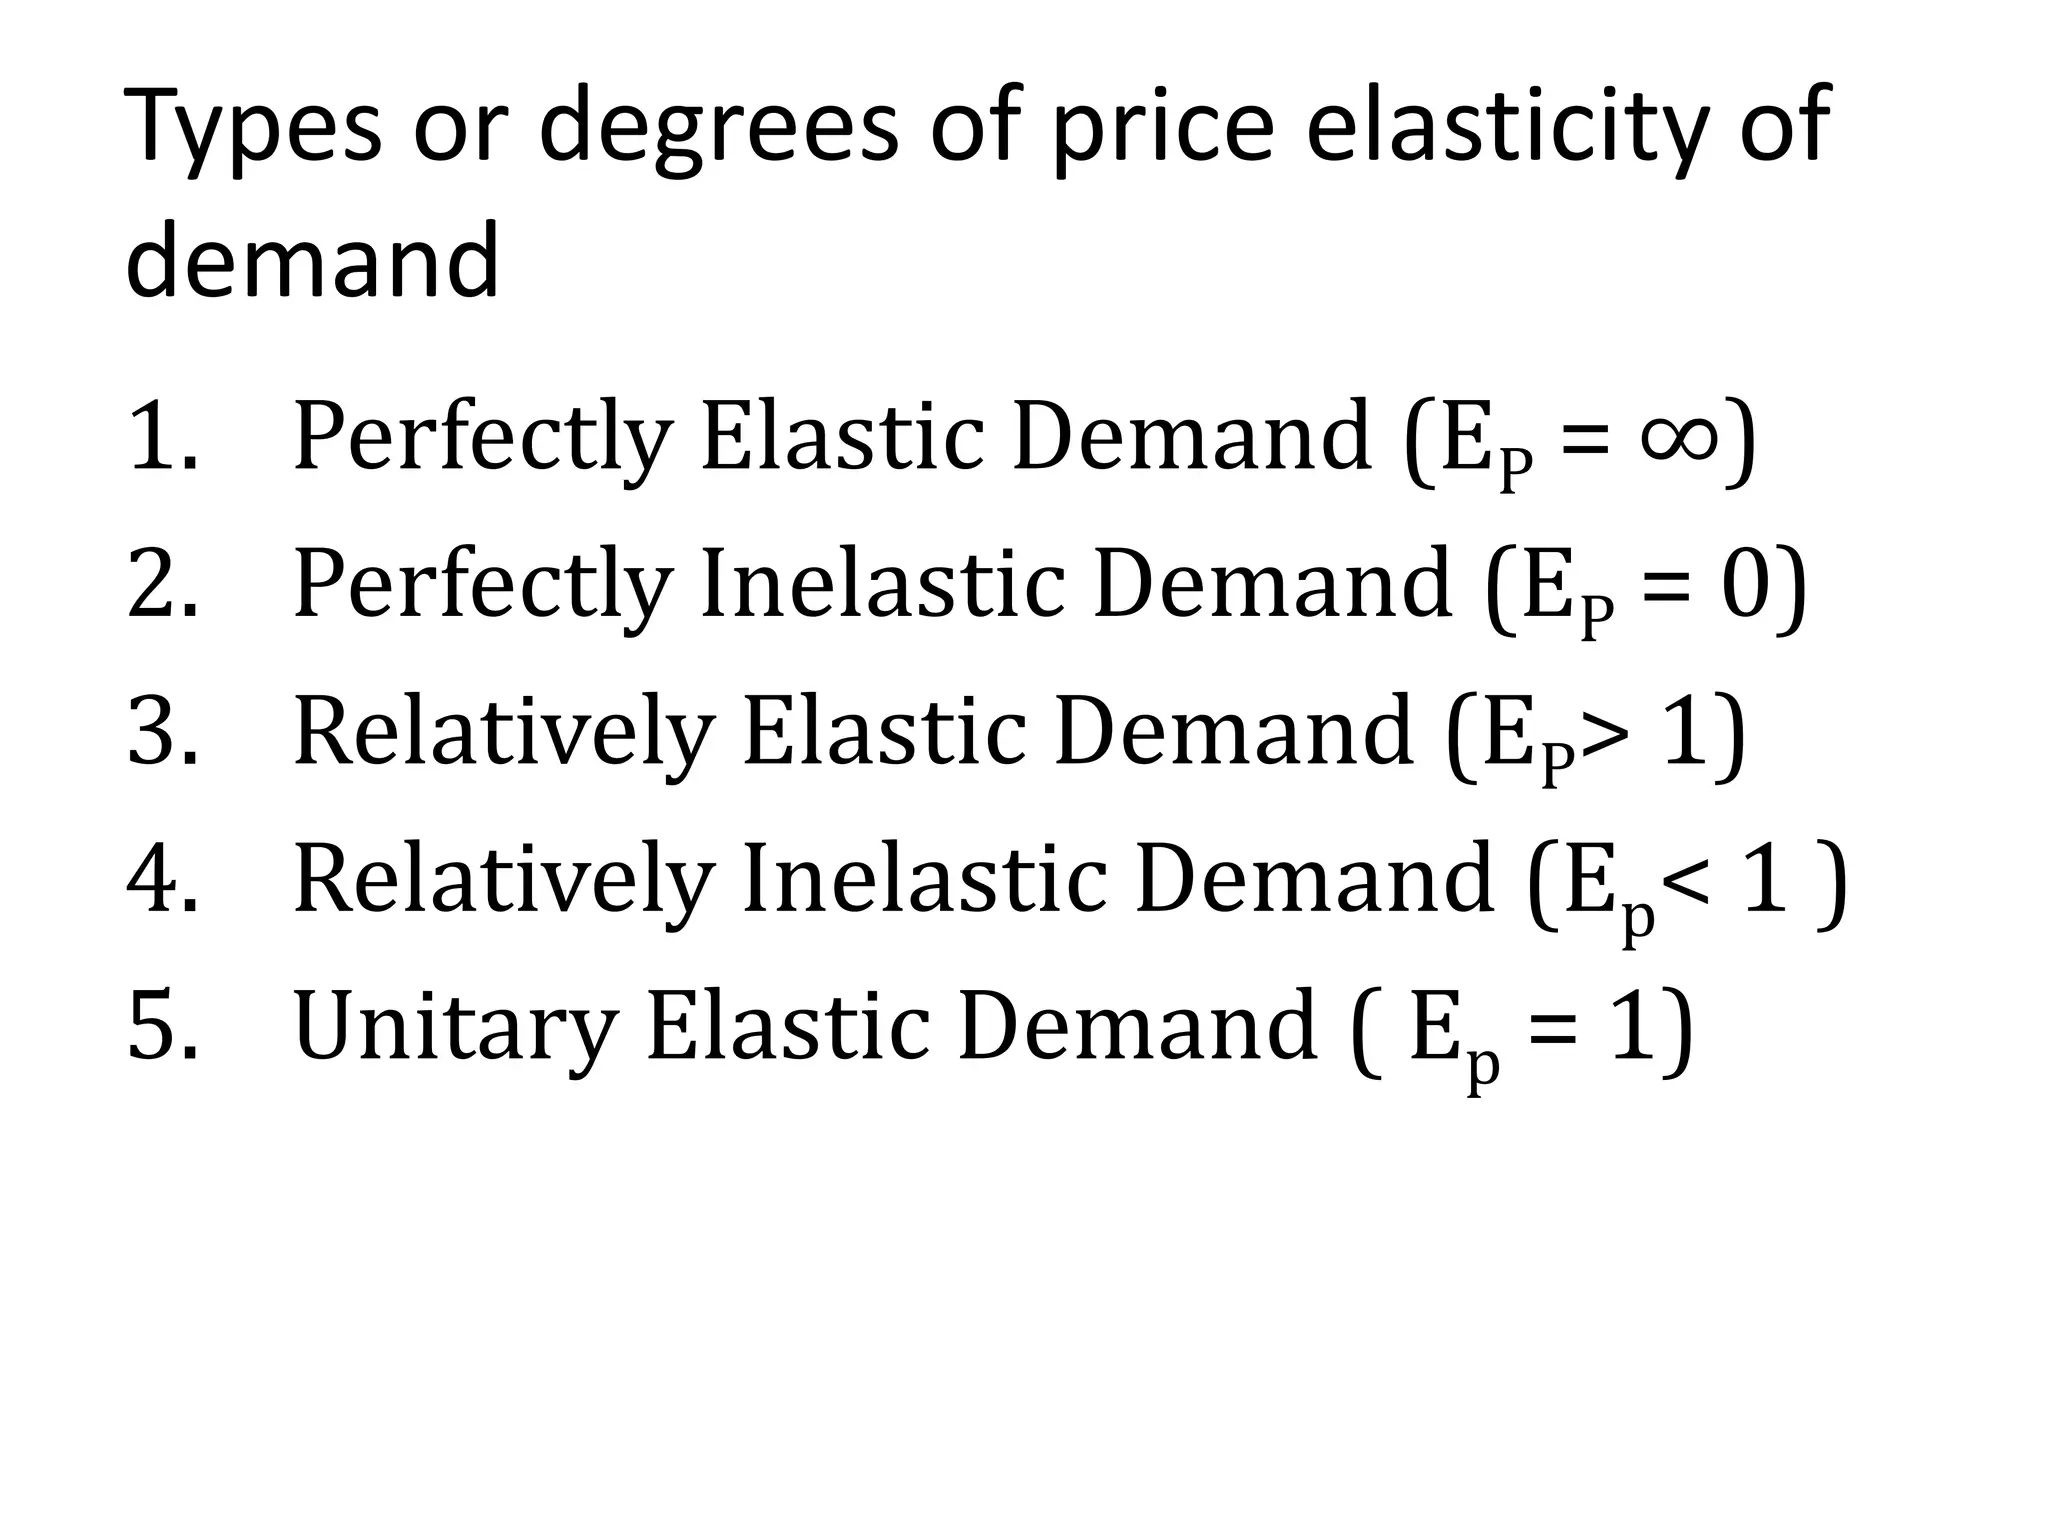 Types or degrees of price elasticity of
demand
1. Perfectly Elastic Demand (EP = ∞)
2. Perfectly Inelastic Demand (EP = 0)
3. Relatively Elastic Demand (EP> 1)
4. Relatively Inelastic Demand (Ep< 1 )
5. Unitary Elastic Demand ( Ep = 1)